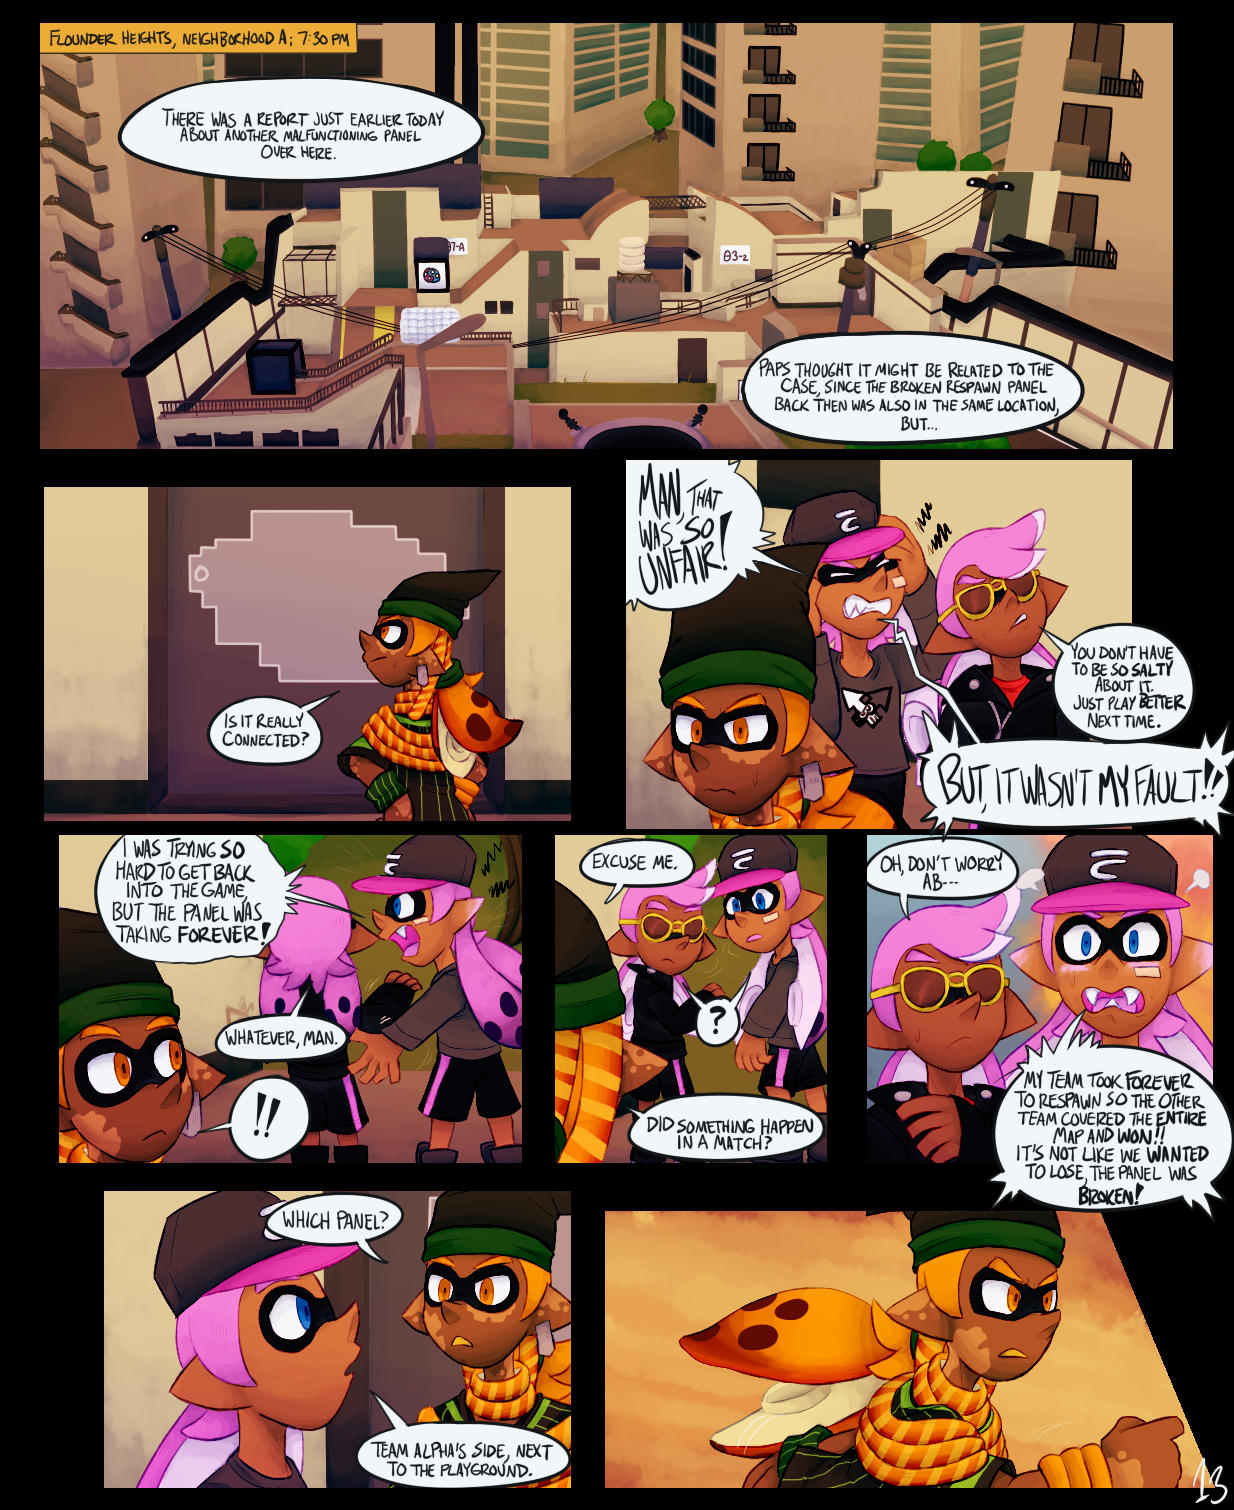 FLOUNDER HEIGHTS, NEIGHBORHOOD A; 7:30 PM
THERE WAS A REPORT JUST EARLIER TODAY
ABOUT ANOTHER MALFUNCTIONING PANEL
OVER HERE.
07-A
03-2
PAPS THOUGHT IT MIGHT BE RELATED TO THE
CASE, SINCE THE BROKEN RESPAWN PANEL
BACK THEN WAS ALSO IN THE SAME LOCATION,
BUT...
IS IT REALLY
CONNECTED?
MAN, THAT
WAS SO
UNFAIR!
YOU DON'T HAVE
TO BE SO SALTY
ABOUT IT.
JUST PLAY BETTER
NEXT TIME.
BUT, IT WASN'T MY FAULT!!
I WAS TRYING SO
HARD TO GET BACK
INTO THE GAME,
BUT THE PANEL WAS
TAKING FOREVER!
WHATEVER, MAN.
!!
EXCUSE ME.
?
DID SOMETHING HAPPEN
IN A MATCH?
OH, DON'T WORRY
AB---
MY TEAM TOOK FOREVER
TO RESPAWN SO THE OTHER
TEAM COVERED THE ENTIRE
MAP AND WON!!
IT'S NOT LIKE WE WANTED
TO LOSE, THE PANEL WAS
BROKEN!
WHICH PANEL?
TEAM ALPHA'S SIDE, NEXT
TO THE PLAYGROUND.
13